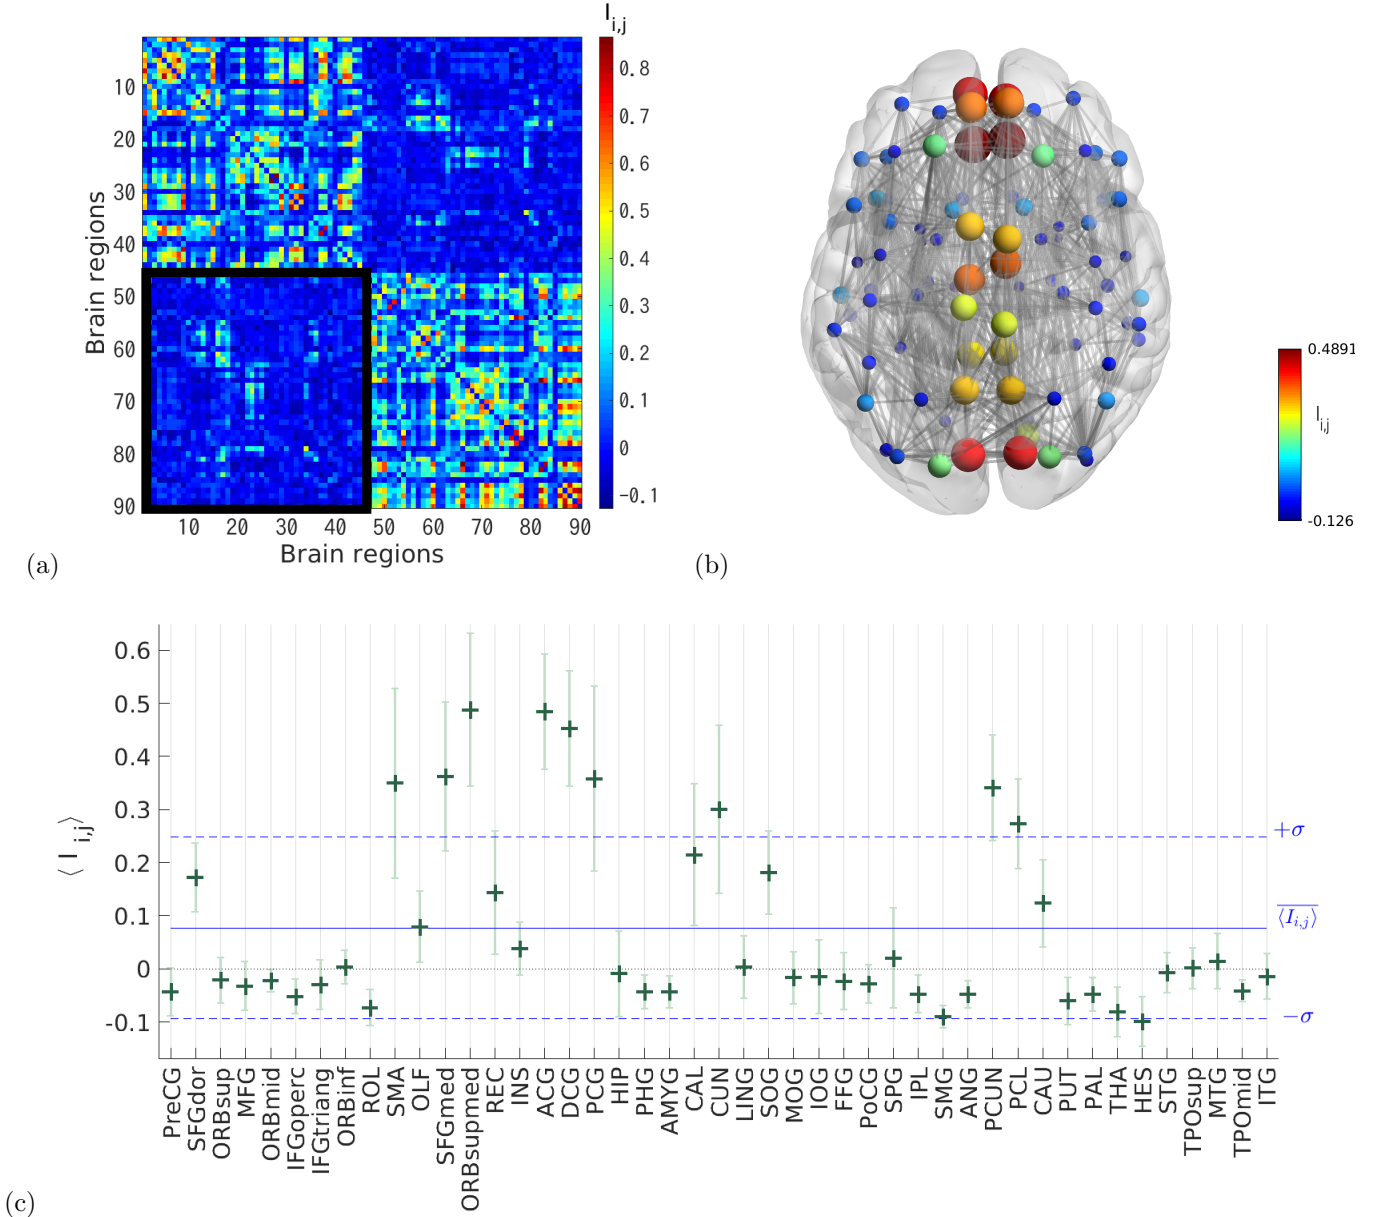 I i,j
0.8
0.7
0.6
0.5
0.4
0.3
0.2
0.1
0
-0.1
Brain regions
10
20
30
40
50
60
70
80
90
10 20 30 40 50 60 70 80 90
Brain regions
(a)
0.4891
I i,j
-0.126
(b)
⟨ I i,j ⟩
0.6
0.5
0.4
0.3
0.2
0.1
0
-0.1
+σ
⟨I i,j⟩
−σ
PreCG SFGdor ORBsup MFG ORBmid IFGoperc IFGtriang ORBinf ROL SMA OLF SFGmed ORBsupmed REC INS ACG DCG PCG HIP PHG AMYG CAL CUN LING SOG MOG IOG FFG PoCG SPG IPL SMG ANG PCUN PCL CAU PUT PAL THA HES STG TPOsup MTG TPOmid ITG
(c)